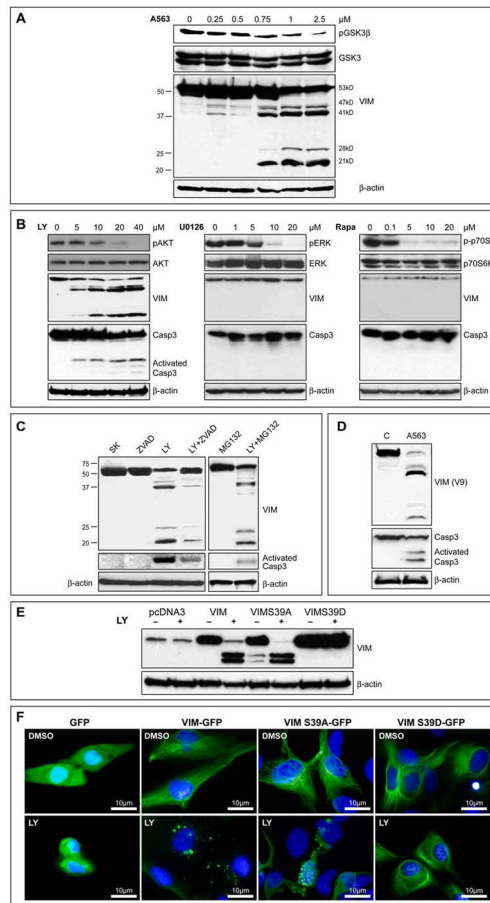 A
A563 0 0.25 0.5 0.75 1 2.5 μM
pGSK3β
GSK3
50
37
25
20
53kD
47kD
41kD
28kD
21kD
VIM
β-actin
B
LY 0 5 10 20 40 μM
pAKT
AKT
VIM
Casp3
Activated
Casp3
β-actin
U0126 0 1 5 10 20 μM
pERK
ERK
VIM
Casp3
β-actin
Rapa 0 0.1 5 10 20 μM
p-p70S
p70S6K
VIM
Casp3
β-actin
C
SK ZVAD LY LY+ZVAD MG132 LY+MG132
75
50
37
25
20
VIM
Activated
Casp3
β-actin β-actin
D
C A563
VIM (V9)
Casp3
Activated
Casp3
β-actin
E
pcDNA3 VIM VIMS39A VIMS39D
LY – + – + – + – +
VIM
β-actin
F
GFP VIM-GFP VIM S39A-GFP VIM S39D-GFP
DMSO DMSO DMSO DMSO
10μm 10μm 10μm 10μm
LY LY LY LY
10μm 10μm 10μm 10μm